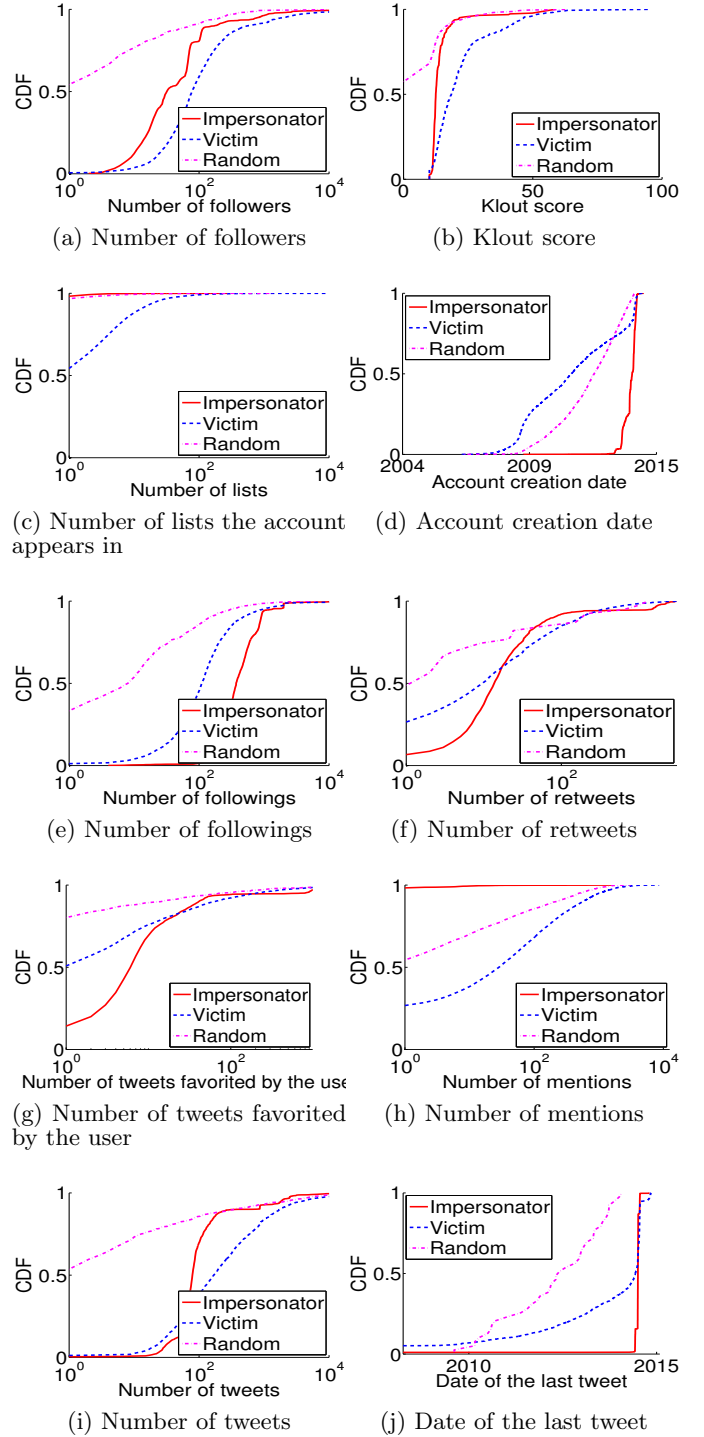 1
CDF
0.5
0
Impersonator
Victim
Random
10^0 10^2 10^4
Number of followers
(a) Number of followers
1
CDF
0.5
0
Impersonator
Victim
Random
0 50 100
Klout score
(b) Klout score
1
CDF
0.5
0
Impersonator
Victim
Random
10^0 10^2 10^4
Number of lists
(c) Number of lists the account
appears in
1
CDF
0.5
0
Impersonator
Victim
Random
2004 2009 2015
Account creation date
(d) Account creation date
1
CDF
0.5
0
Impersonator
Victim
Random
10^0 10^2 10^4
Number of followings
(e) Number of followings
1
CDF
0.5
0
Impersonator
Victim
Random
10^0 10^2
Number of retweets
(f) Number of retweets
1
CDF
0.5
0
Impersonator
Victim
Random
10^0 10^2
Number of tweets favorited by the use
(g) Number of tweets favorited
by the user
1
CDF
0.5
0
Impersonator
Victim
Random
10^0 10^2 10^4
Number of mentions
(h) Number of mentions
1
CDF
0.5
0
Impersonator
Victim
Random
10^0 10^2 10^4
Number of tweets
(i) Number of tweets
1
CDF
0.5
0
Impersonator
Victim
Random
2010 2015
Date of the last tweet
(j) Date of the last tweet